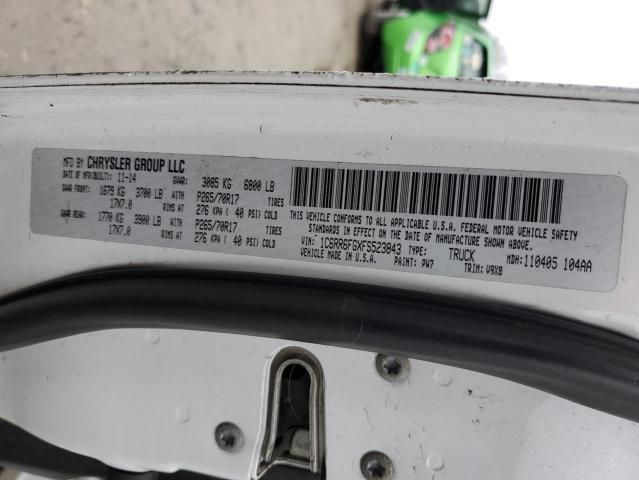 MFD BY CHRYSLER GROUP LLC
DATE OF MFR(BUILT): 11-14 GVWR: 3085 KG 6800 LB
GAWR FRONT: 1679 KG 3700 LB WITH P265/70R17 TIRES
17X7.0 RIMS AT 276 KPA ( 40 PSI) COLD
GAWR REAR: 1770 KG 3900 LB WITH P265/70R17 TIRES
17X7.0 RIMS AT 276 KPA ( 40 PSI) COLD
THIS VEHICLE CONFORMS TO ALL APPLICABLE U.S.A. FEDERAL MOTOR VEHICLE SAFETY
STANDARDS IN EFFECT ON THE DATE OF MANUFACTURE SHOWN ABOVE.
VIN: 1C6RR6FGXFS523843 TYPE: TRUCK MDH: 110405 104AA
VEHICLE MADE IN U.S.A. PAINT: PW7 TRIM: V9X8